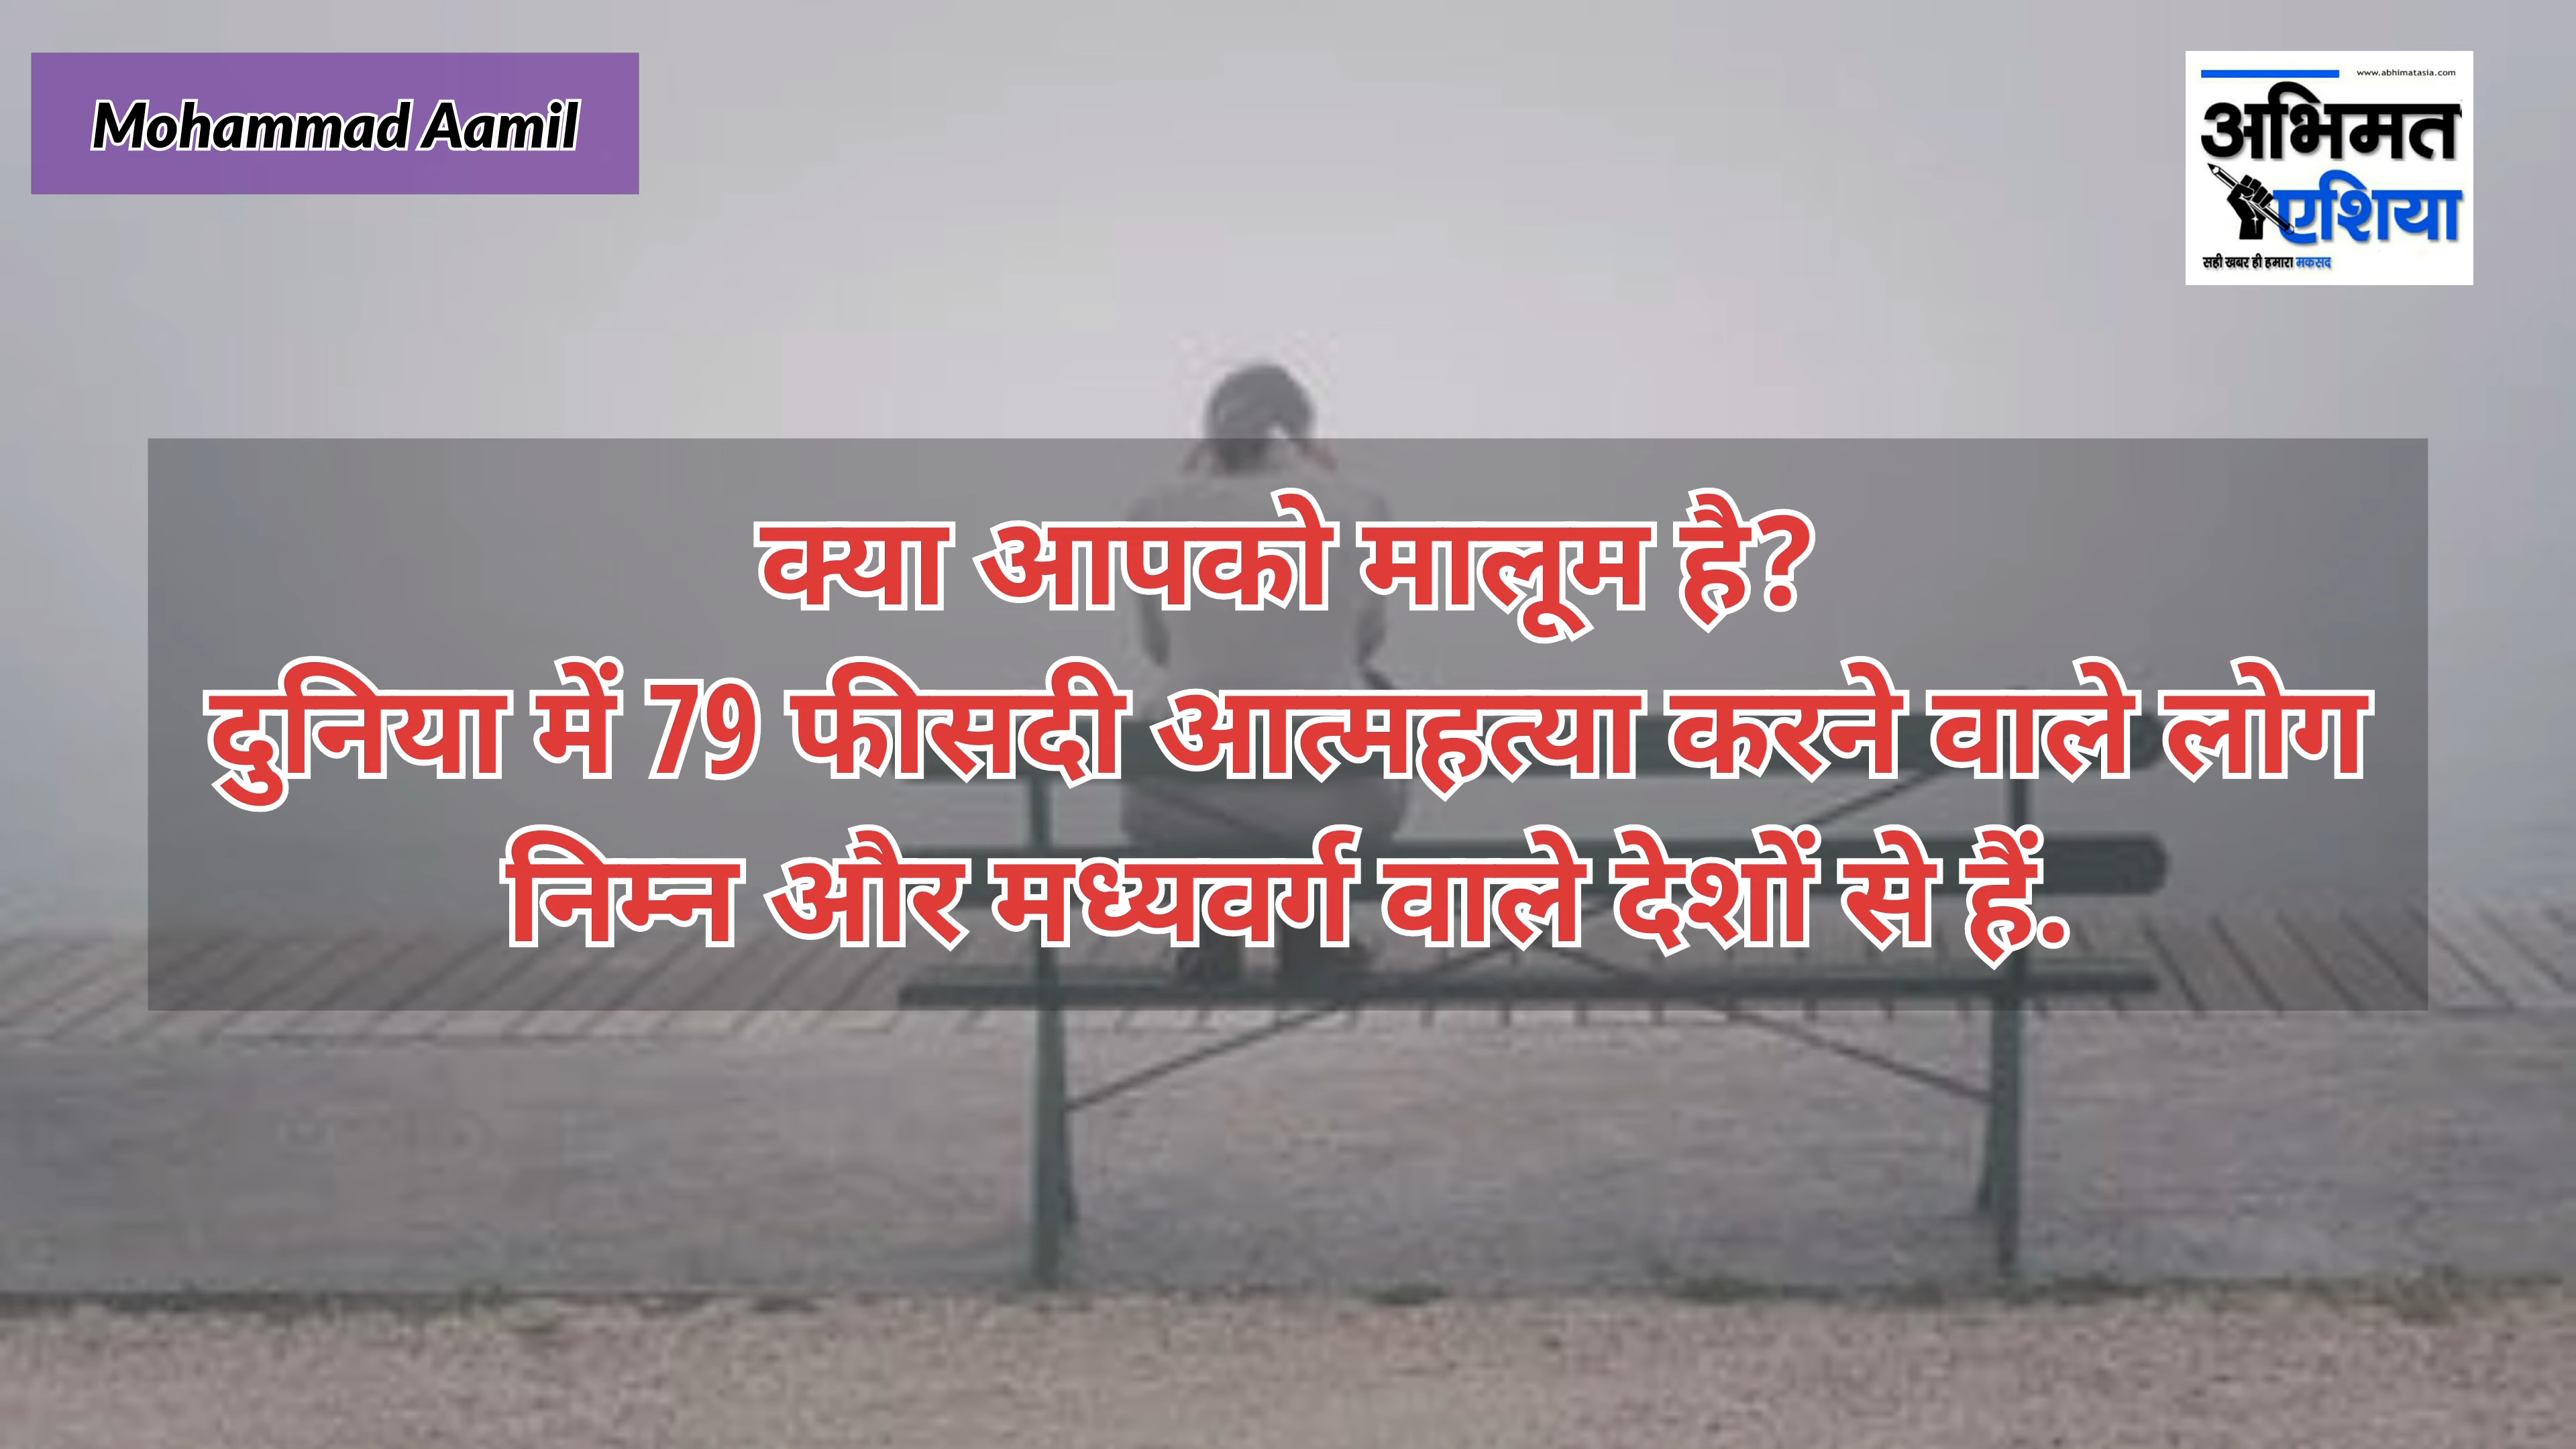 Mohammad Aamil
www.abhimatasia.com
अभिमत
एशिया
सही खबर ही हमारा मकसद
क्या आपको मालूम है?
दुनिया में 79 फीसदी आत्महत्या करने वाले लोग
निम्न और मध्यवर्ग वाले देशों से हैं.